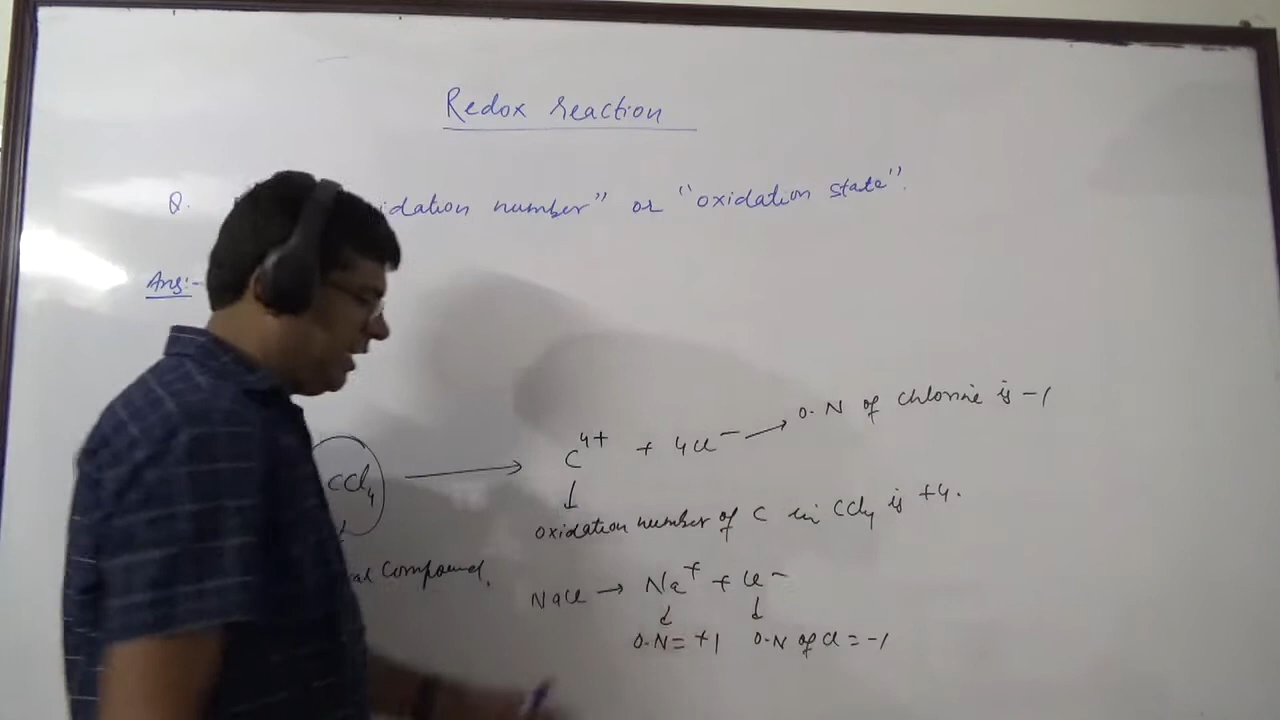 Redox reaction
Q. idation number" or "oxidation state".
Ans:-
CCl4 → C4+ + 4Cl− → O.N of chlorine is -1
↓
oxidation number of C in CCl4 is +4.
al compound.
NaCl → Na+ + Cl−
↓ ↓
O.N = +1 O.N of Cl = -1